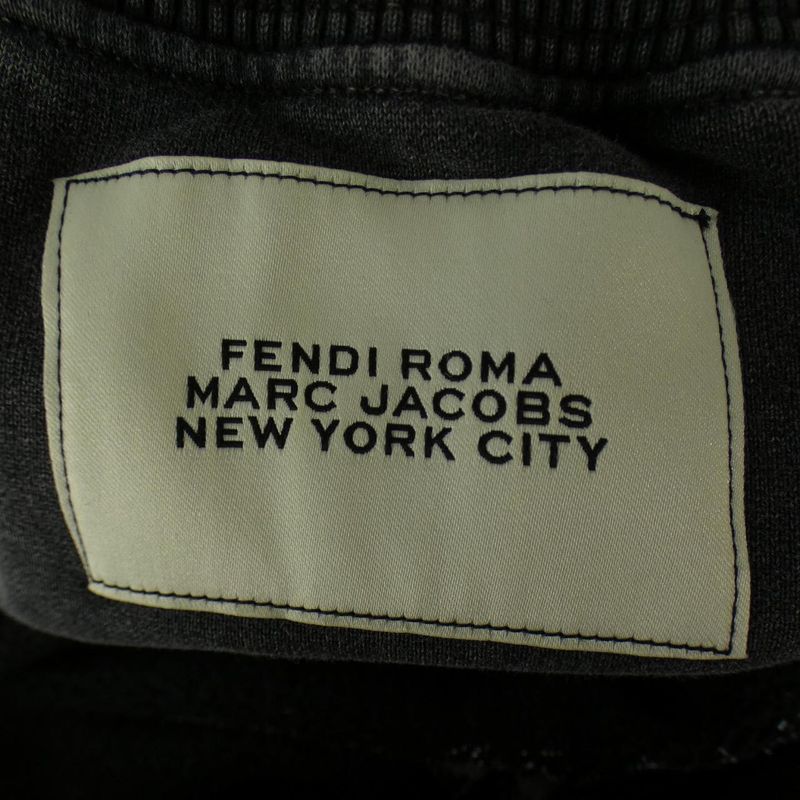 FENDI ROMA
MARC JACOBS
NEW YORK CITY